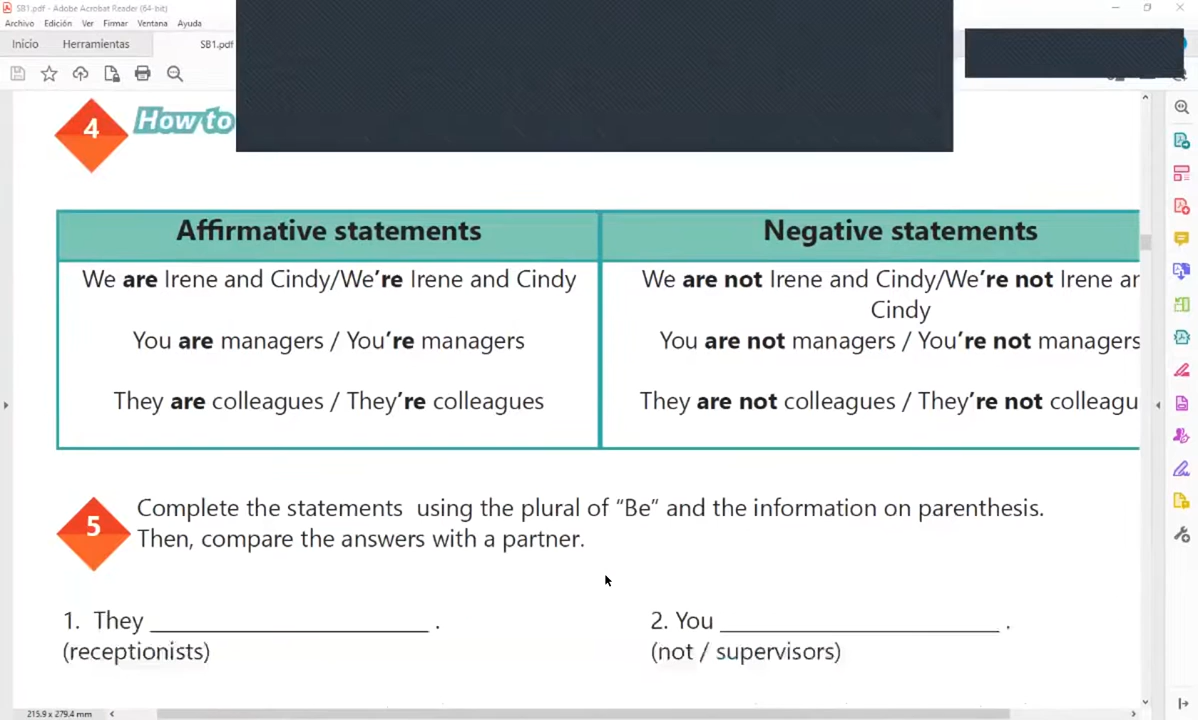 SB1.pdf - Adobe Acrobat Reader (64-bit)
Archivo Edición Ver Firmar Ventana Ayuda
Inicio Herramientas SB1.pdf
4 How to
Affirmative statements Negative statements
We are Irene and Cindy/We're Irene and Cindy We are not Irene and Cindy/We're not Irene ar
Cindy
You are managers / You're managers You are not managers / You're not managers
They are colleagues / They're colleagues They are not colleagues / They're not colleagu
5 Complete the statements using the plural of “Be” and the information on parenthesis.
Then, compare the answers with a partner.
1. They ______________________ . 2. You ______________________ .
(receptionists) (not / supervisors)
215.9 x 279.4 mm